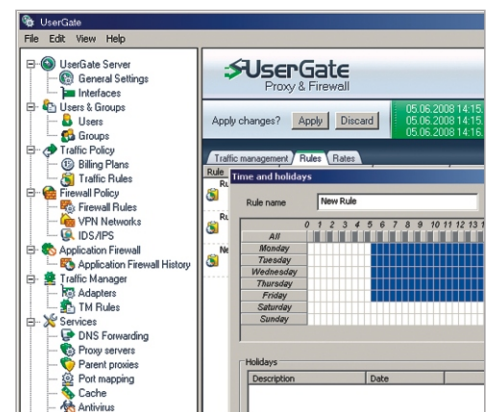 UserGate
File Edit View Help
UserGate Server
General Settings
Interfaces
Users & Groups
Users
Groups
Traffic Policy
Billing Plans
Traffic Rules
Firewall Policy
Firewall Rules
VPN Networks
IDS/IPS
Application Firewall
Application Firewall History
Traffic Manager
Adapters
TM Rules
Services
DNS Forwarding
Proxy servers
Parent proxies
Port mapping
Cache
Antivirus
UserGate
Proxy & Firewall
Apply changes? Apply Discard
05.06.2008 14:15.
05.06.2008 14:15.
05.06.2008 14:16.
Traffic management Rules Rates
Rule
Ru
Ru
Ne
Time and holidays
Rule name New Rule
0 1 2 3 4 5 6 7 8 9 10 11 12 13
All
Monday
Tuesday
Wednesday
Thursday
Friday
Saturday
Sunday
Holidays
Description Date